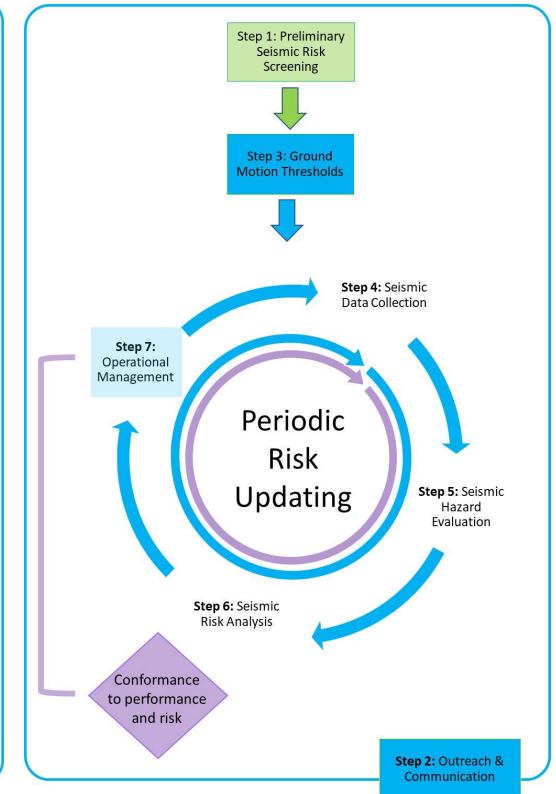 Step 1: Preliminary
Seismic Risk
Screening
Step 3: Ground
Motion Thresholds
Step 4: Seismic
Data Collection
Step 7:
Operational
Management
Periodic
Risk
Updating
Step 5: Seismic
Hazard
Evaluation
Step 6: Seismic
Risk Analysis
Conformance
to performance
and risk
Step 2: Outreach &
Communication